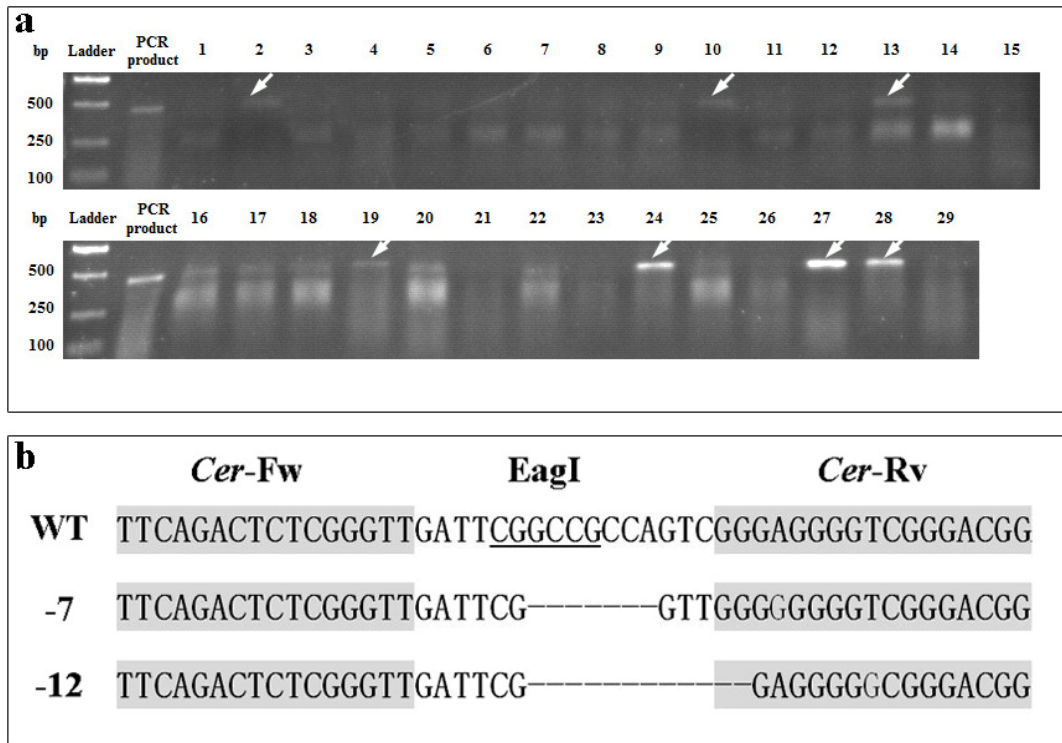 a
bp Ladder PCR product 1 2 3 4 5 6 7 8 9 10 11 12 13 14 15
500
250
100
bp Ladder PCR product 16 17 18 19 20 21 22 23 24 25 26 27 28 29
500
250
100
b
Cer-Fw EagI Cer-Rv
WT TTCAGACTCTCGGGTTGATTCGGCCGCCAGTCGGGAGGGGTCGGGACGG
-7 TTCAGACTCTCGGGTTGATTCG-------GTTGGGGGGGGTCGGGACGG
-12 TTCAGACTCTCGGGTTGATTCG------------GAGGGGGCGGGACGG